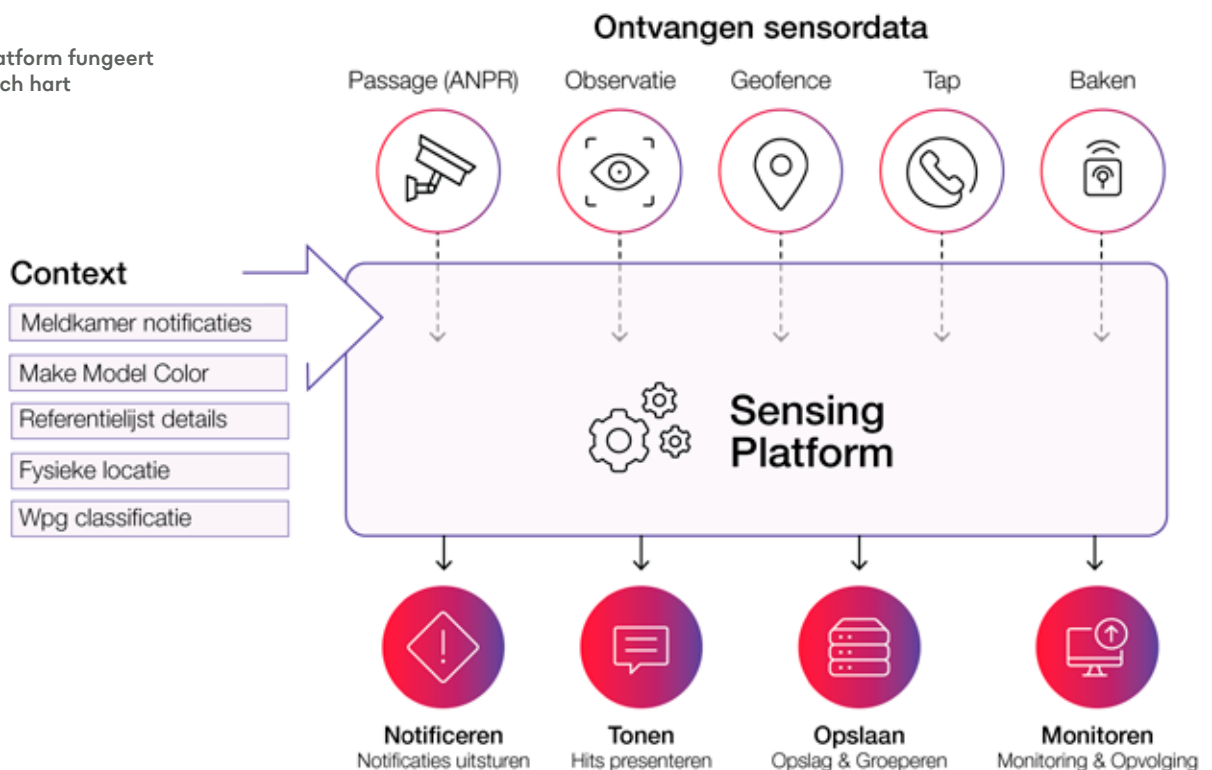 Ontvangen sensordata
atform fungeert
ch hart
Passage (ANPR)
Observatie
Geofence
Tap
Baken
Context
Meldkamer notificaties
Make Model Color
Referentielijst details
Fysieke locatie
Wpg classificatie
Sensing
Platform
Notificeren
Notificaties uitsturen
Tonen
Hits presenteren
Opslaan
Opslag & Groeperen
Monitoren
Monitoring & Opvolging